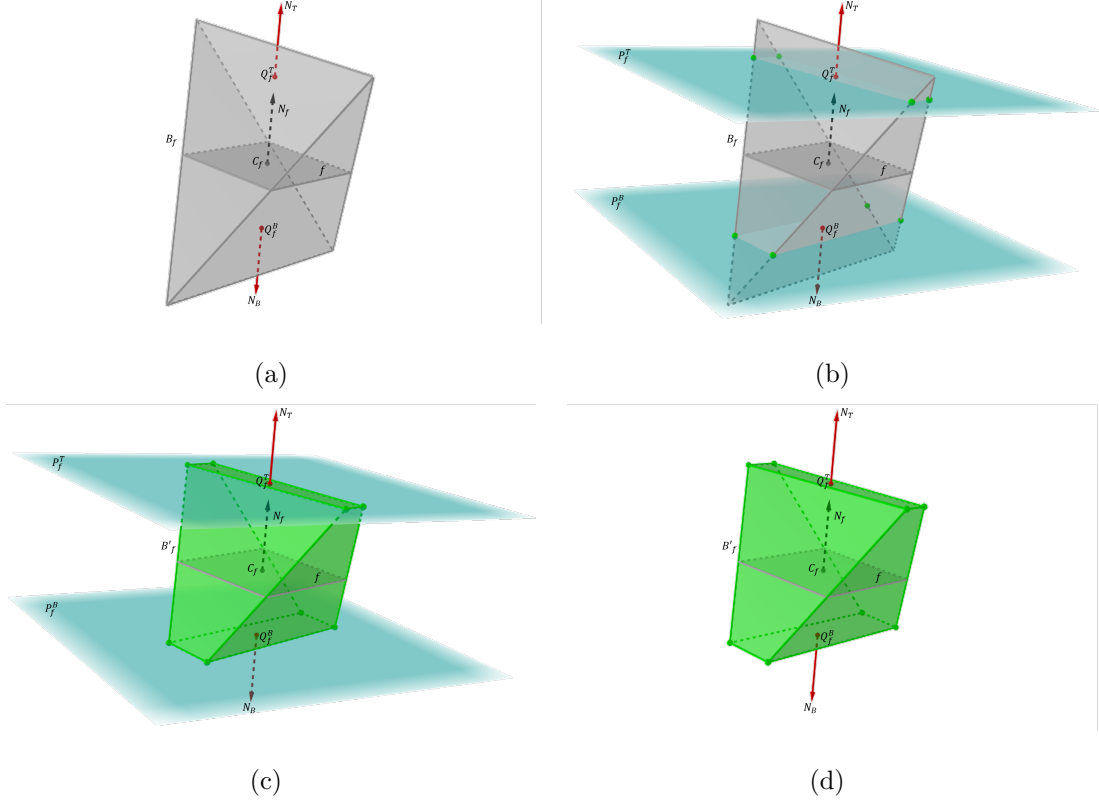 N_T
Q_f^T
N_f
B_f
C_f
f
Q_f^B
N_B
(a)
N_T
P_f^T
Q_f^T
N_f
B_f
C_f
f
P_f^B
Q_f^B
N_B
(b)
N_T
P_f^T
Q_f^T
N_f
B'_f
C_f
f
P_f^B
Q_f^B
N_B
(c)
N_T
Q_f^T
N_f
B'_f
C_f
f
Q_f^B
N_B
(d)